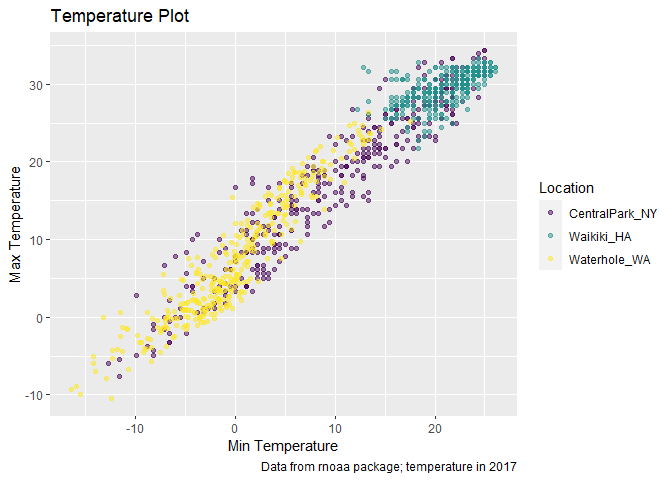 Temperature Plot
Max Temperature
30
20
10
0
-10
-10
0
10
20
Min Temperature
Location
CentralPark_NY
Waikiki_HA
Waterhole_WA
Data from rnoaa package; temperature in 2017